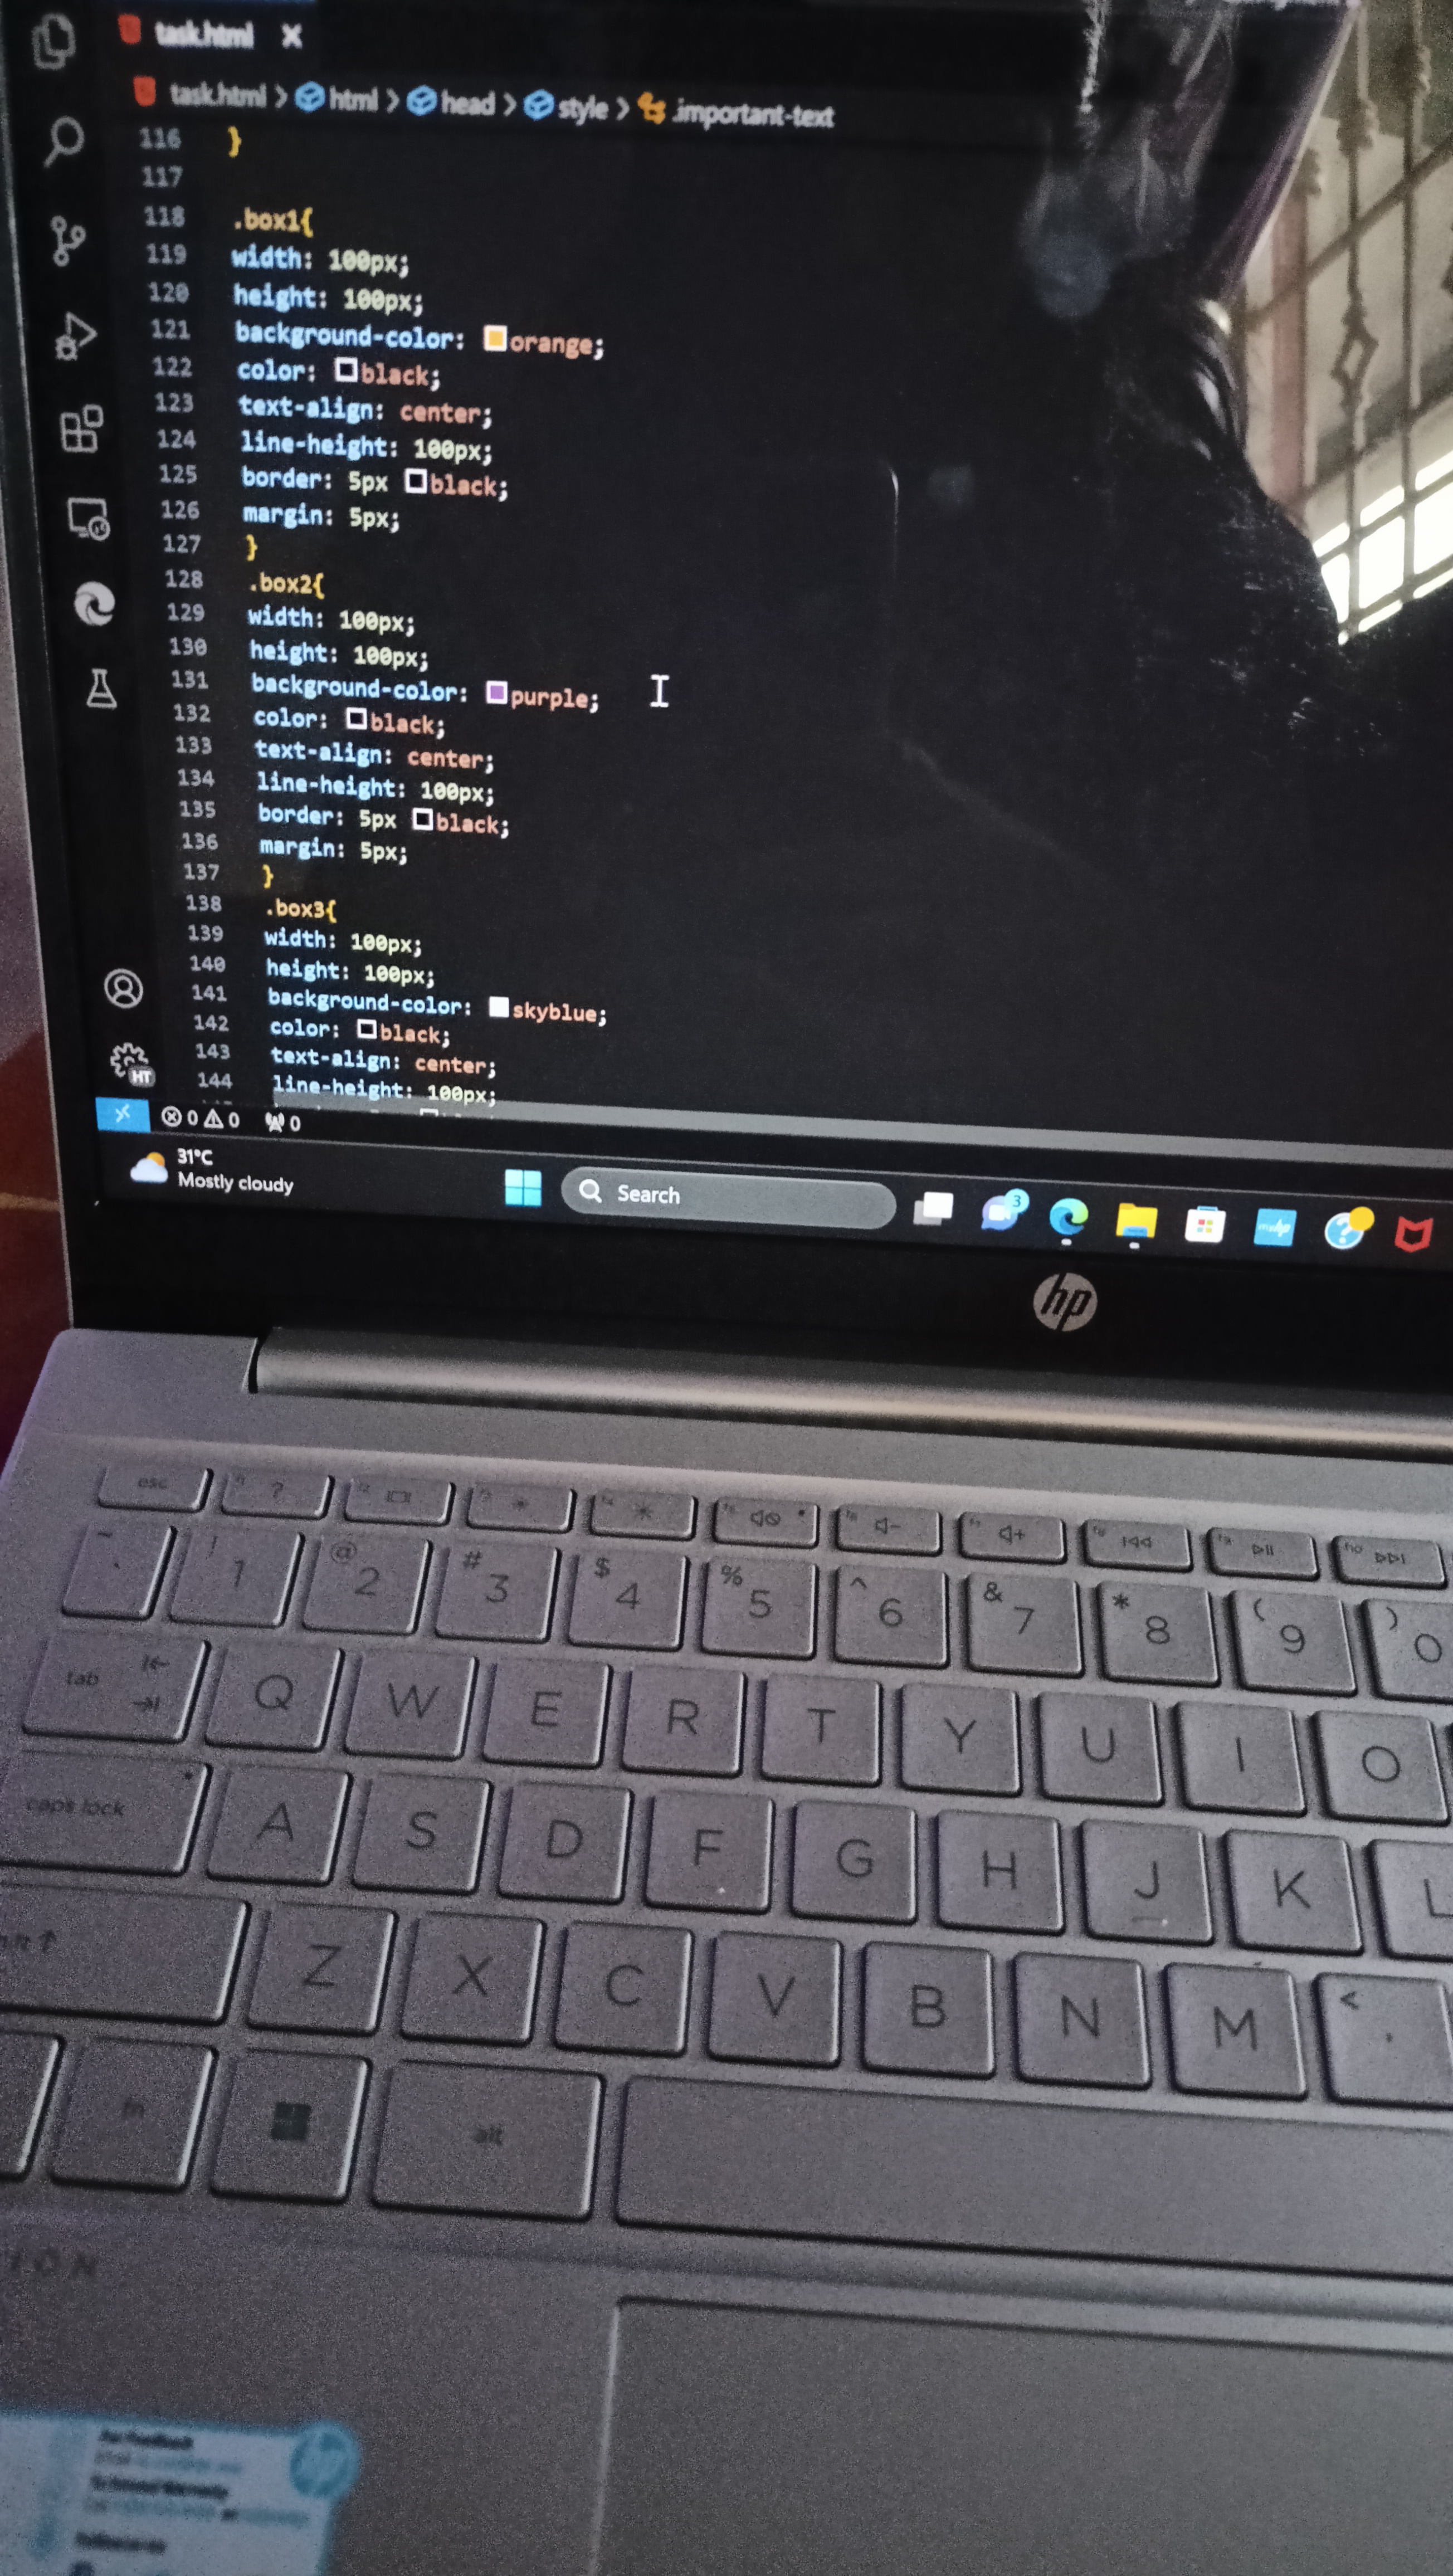 task.html
task.html > html > head > style > .important-text
116 }
117
118 .box1{
119 width: 100px;
120 height: 100px;
121 background-color: orange;
122 color: black;
123 text-align: center;
124 line-height: 100px;
125 border: 5px black;
126 margin: 5px;
127 }
128 .box2{
129 width: 100px;
130 height: 100px;
131 background-color: purple;
132 color: black;
133 text-align: center;
134 line-height: 100px;
135 border: 5px black;
136 margin: 5px;
137 }
138 .box3{
139 width: 100px;
140 height: 100px;
141 background-color: skyblue;
142 color: black;
143 text-align: center;
144 line-height: 100px;
HT
0 0 0
31°C
Mostly cloudy
Search
3
myhp
hp
esc ?
~ ` ! 1 @ 2 # 3 $ 4 % 5 ^ 6 & 7 * 8 ( 9 ) 0
tab Q W E R T Y U I O
caps lock A S D F G H J K L
Z X C V B N M < ,
fn alt